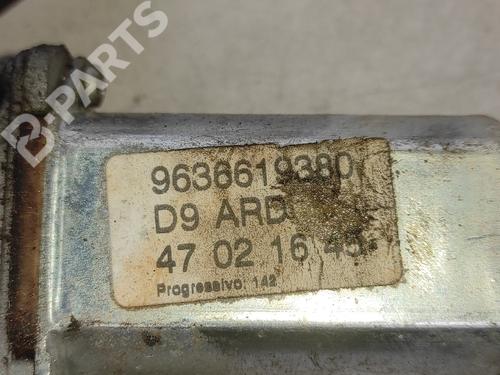 B-PARTS
9636619380
D9 ARD
47 02 16 45
Progressivo: 142